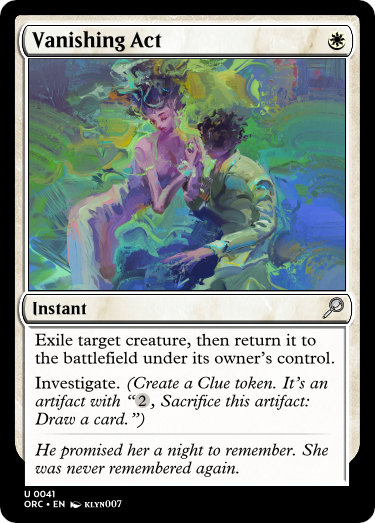 Vanishing Act
Instant
Exile target creature, then return it to
the battlefield under its owner's control.
Investigate. (Create a Clue token. It's an
artifact with “2, Sacrifice this artifact:
Draw a card.”)
He promised her a night to remember. She
was never remembered again.
U 0041
ORC • EN KLYN007